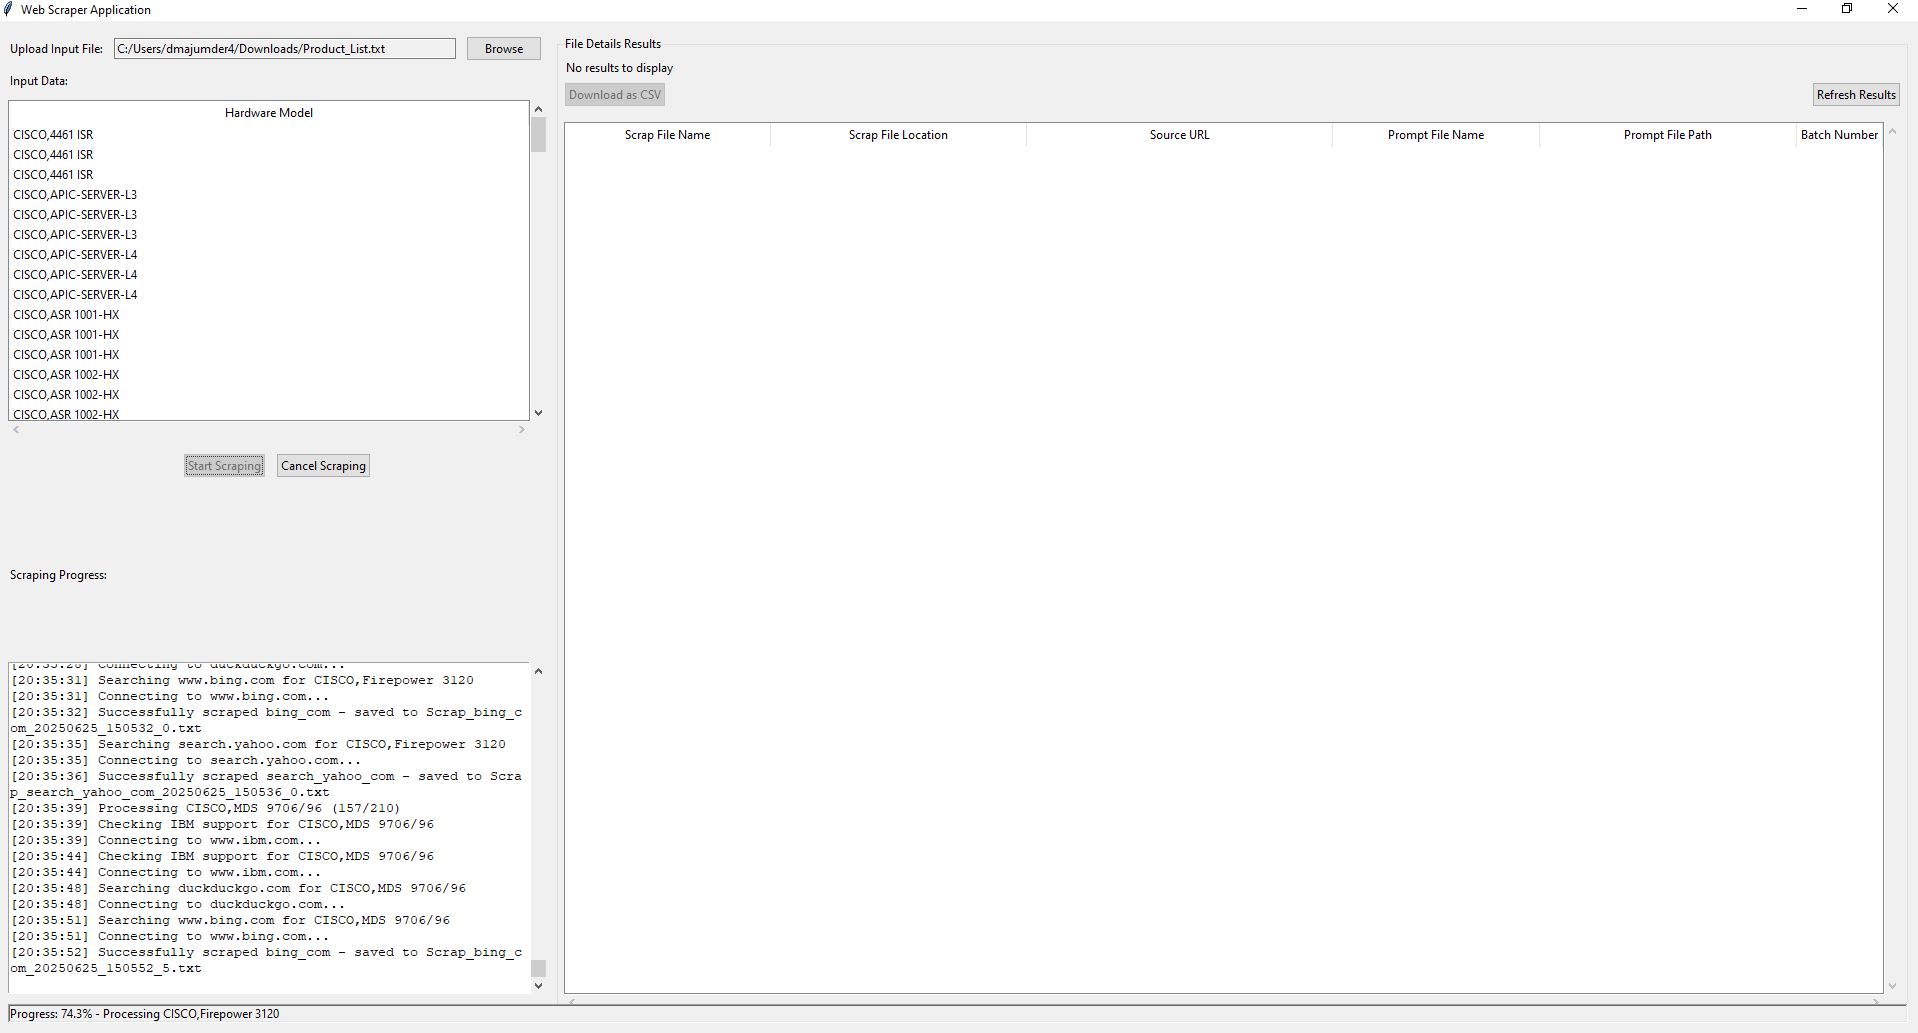 Web Scraper Application
Upload Input File: C:/Users/dmajumder4/Downloads/Product_List.txt Browse
Input Data:
Hardware Model
CISCO,4461 ISR
CISCO,4461 ISR
CISCO,4461 ISR
CISCO,APIC-SERVER-L3
CISCO,APIC-SERVER-L3
CISCO,APIC-SERVER-L3
CISCO,APIC-SERVER-L4
CISCO,APIC-SERVER-L4
CISCO,APIC-SERVER-L4
CISCO,ASR 1001-HX
CISCO,ASR 1001-HX
CISCO,ASR 1001-HX
CISCO,ASR 1002-HX
CISCO,ASR 1002-HX
CISCO,ASR 1002-HX
Start Scraping Cancel Scraping
Scraping Progress:
[20:35:28] Connecting to duckduckgo.com...
[20:35:31] Searching www.bing.com for CISCO,Firepower 3120
[20:35:31] Connecting to www.bing.com...
[20:35:32] Successfully scraped bing_com - saved to Scrap_bing_c
om_20250625_150532_0.txt
[20:35:35] Searching search.yahoo.com for CISCO,Firepower 3120
[20:35:35] Connecting to search.yahoo.com...
[20:35:36] Successfully scraped search_yahoo_com - saved to Scra
p_search_yahoo_com_20250625_150536_0.txt
[20:35:39] Processing CISCO,MDS 9706/96 (157/210)
[20:35:39] Checking IBM support for CISCO,MDS 9706/96
[20:35:39] Connecting to www.ibm.com...
[20:35:44] Checking IBM support for CISCO,MDS 9706/96
[20:35:44] Connecting to www.ibm.com...
[20:35:48] Searching duckduckgo.com for CISCO,MDS 9706/96
[20:35:48] Connecting to duckduckgo.com...
[20:35:51] Searching www.bing.com for CISCO,MDS 9706/96
[20:35:51] Connecting to www.bing.com...
[20:35:52] Successfully scraped bing_com - saved to Scrap_bing_c
om_20250625_150552_5.txt
File Details Results
No results to display
Download as CSV Refresh Results
Scrap File Name Scrap File Location Source URL Prompt File Name Prompt File Path Batch Number
Progress: 74.3% - Processing CISCO,Firepower 3120